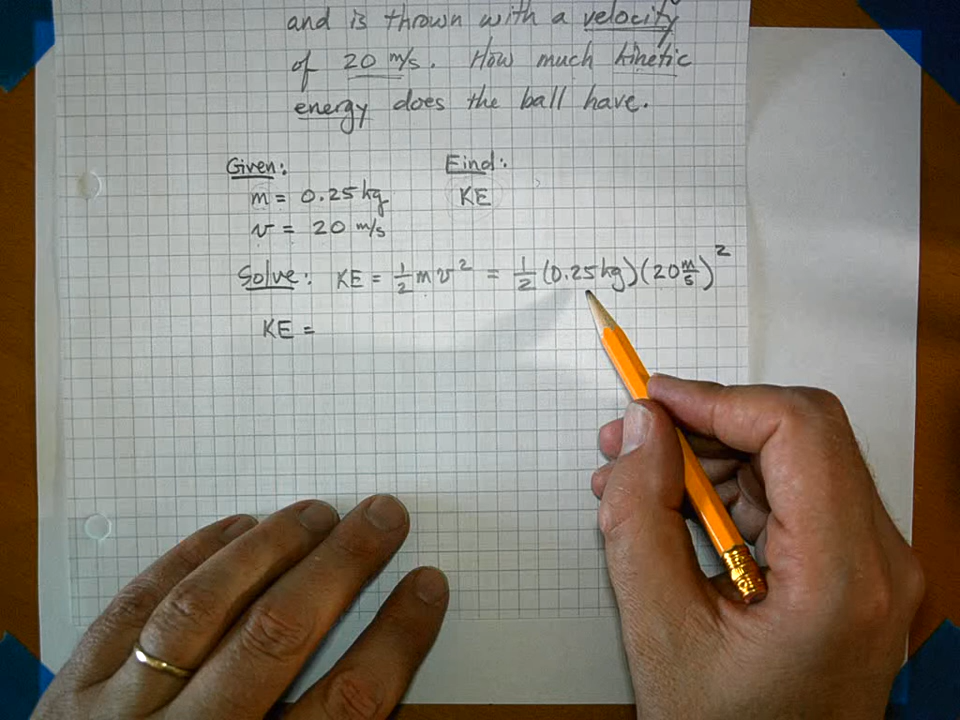 and is thrown with a velocity
of 20 m/s. How much kinetic
energy does the ball have.
Given: Find:
m = 0.25 kg KE
v = 20 m/s
Solve: KE = 1/2 m v² = 1/2 (0.25 kg)(20 m/s)²
KE =